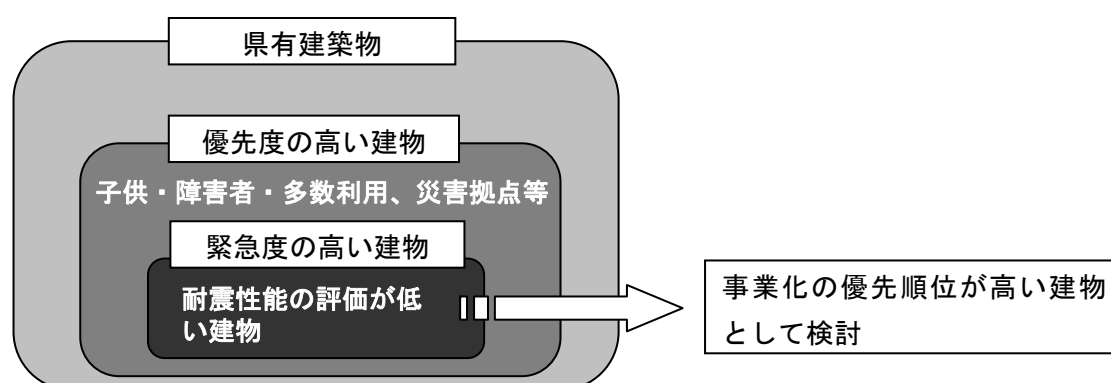 県有建築物
優先度の高い建物
子供・障害者・多数利用、災害拠点等
緊急度の高い建物
耐震性能の評価が低
い建物
事業化の優先順位が高い建物
として検討